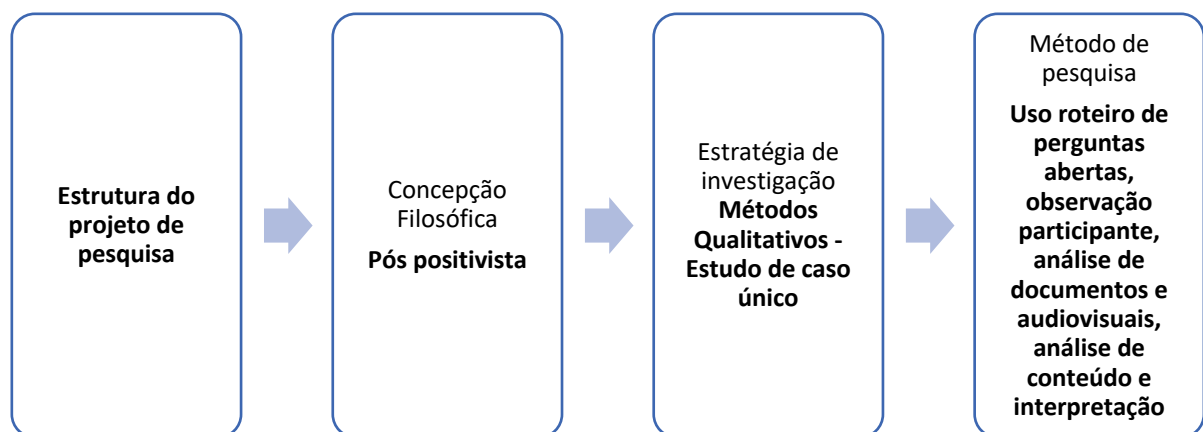 Estrutura do
projeto de
pesquisa
Concepção
Filosófica
Pós positivista
Estratégia de
investigação
Métodos
Qualitativos -
Estudo de caso
único
Método de
pesquisa
Uso roteiro de
perguntas
abertas,
observação
participante,
análise de
documentos e
audiovisuais,
análise de
conteúdo e
interpretação